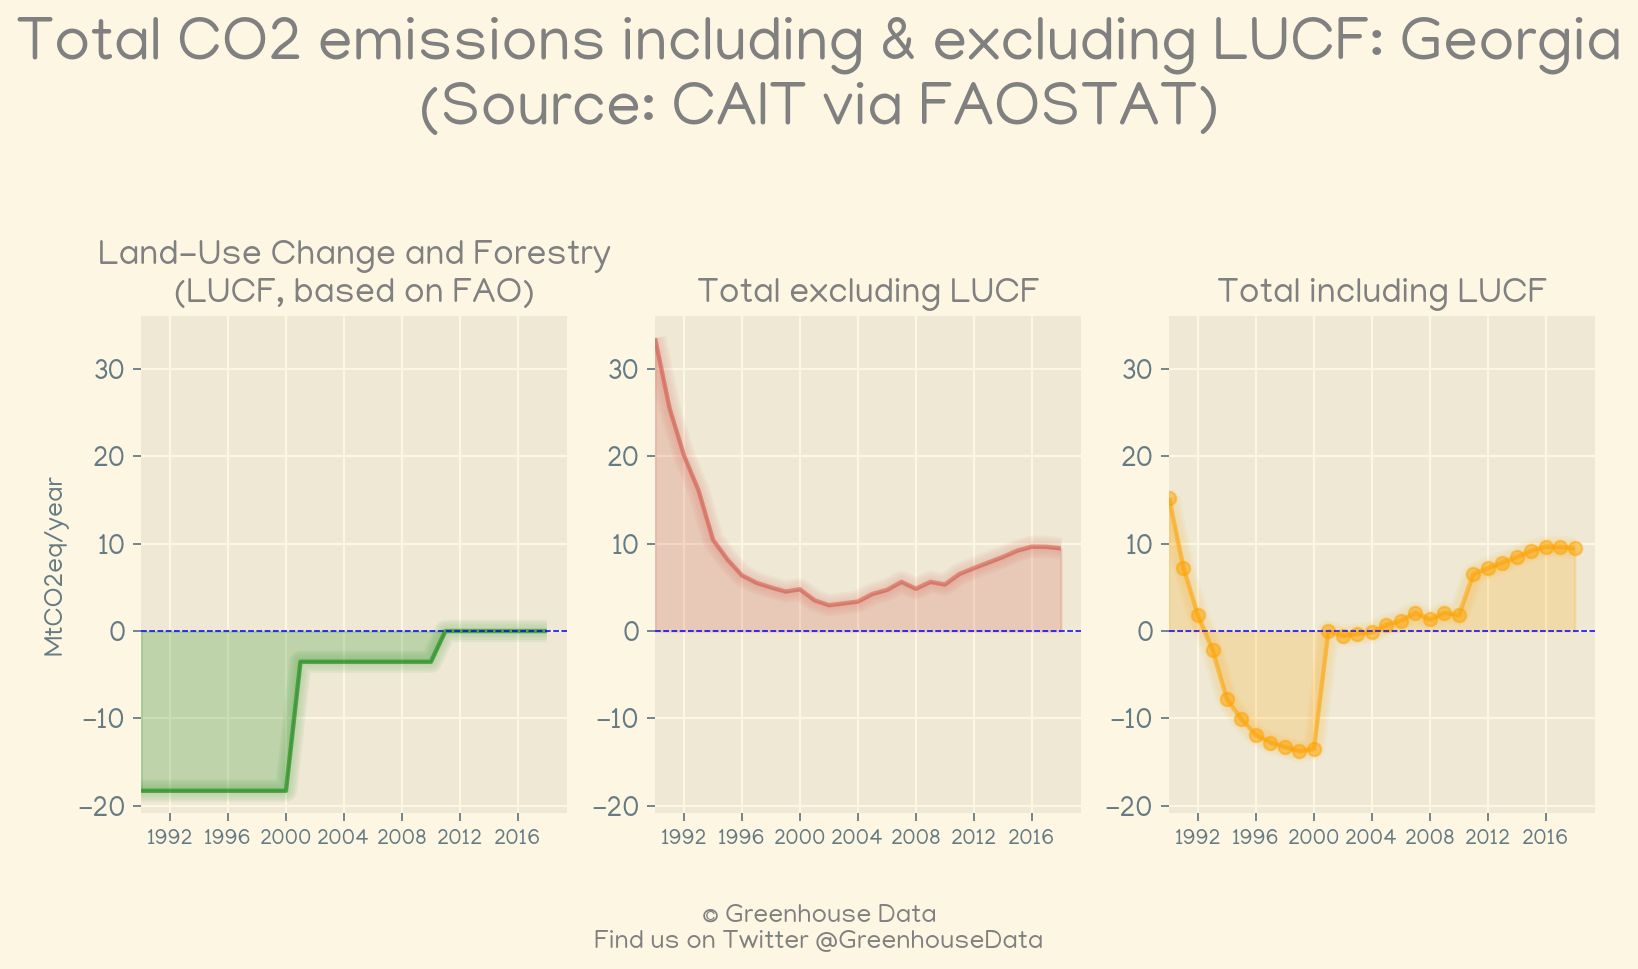 Total CO2 emissions including & excluding LUCF: Georgia
(Source: CAIT via FAOSTAT)
Land-Use Change and Forestry
(LUCF, based on FAO)
Total excluding LUCF
Total including LUCF
MtCO2eq/year
30
20
10
0
−10
−20
1992 1996 2000 2004 2008 2012 2016
30
20
10
0
−10
−20
1992 1996 2000 2004 2008 2012 2016
30
20
10
0
−10
−20
1992 1996 2000 2004 2008 2012 2016
© Greenhouse Data
Find us on Twitter @GreenhouseData